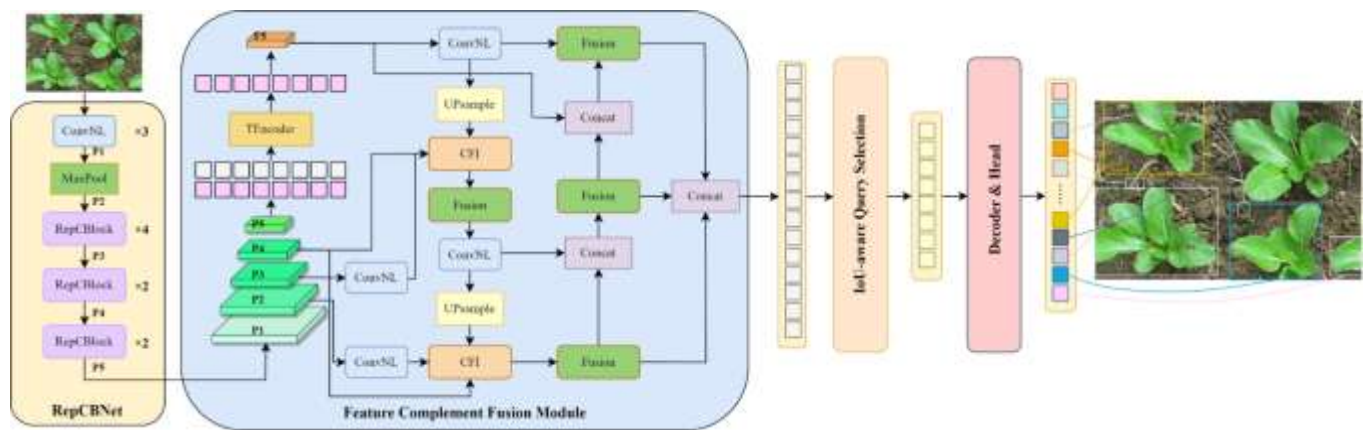 ConvNL
×3
P1
MaxPool
P2
RepCBlock
×4
P3
RepCBlock
×2
P4
RepCBlock
×2
P5
RepCBNet
P5
TEncoder
P5
P4
P3
P2
P1
ConvNL
ConvNL
ConvNL
UPsample
CFI
Fusion
ConvNL
UPsample
CFI
Fusion
Concat
Fusion
Concat
Fusion
Concat
Feature Complement Fusion Module
IoU-aware Query Selection
Decoder & Head
......